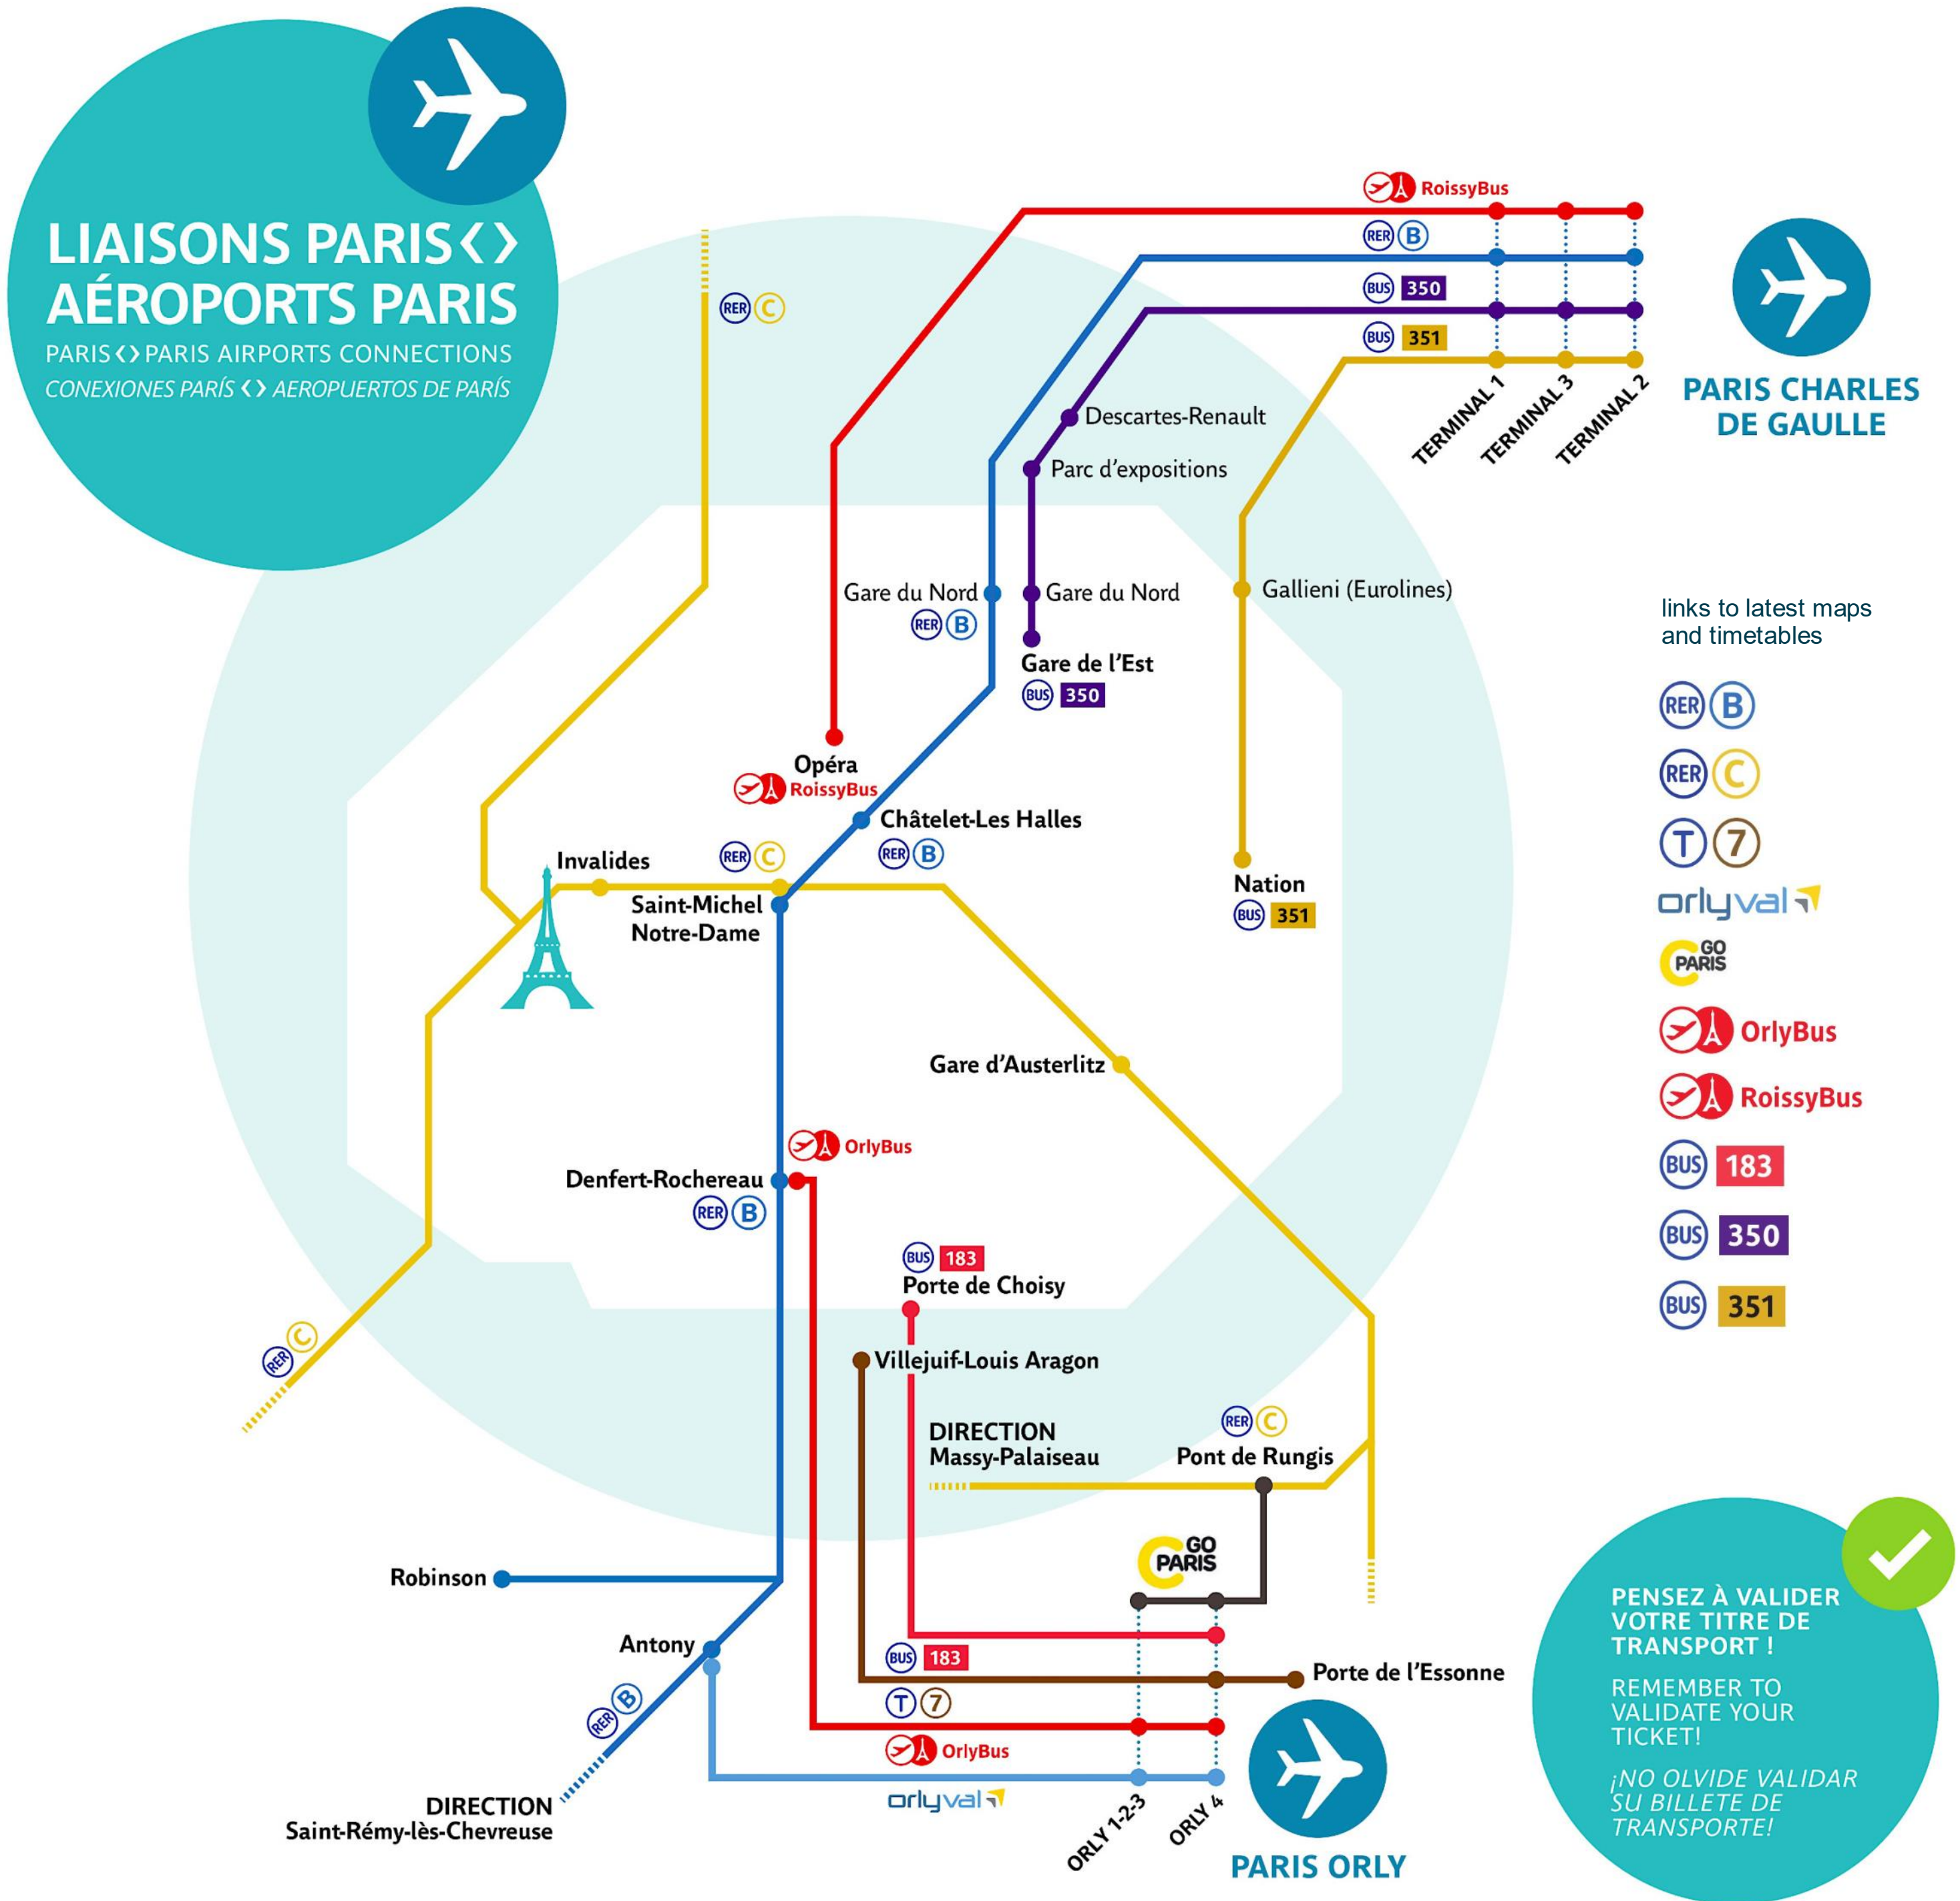 LIAISONS PARIS<>
AÉROPORTS PARIS
PARIS<>PARIS AIRPORTS CONNECTIONS
CONEXIONES PARÍS <> AEROPUERTOS DE PARÍS
RoissyBus
RER B
BUS 350
BUS 351
TERMINAL 1
TERMINAL 3
TERMINAL 2
PARIS CHARLES
DE GAULLE
RER C
Descartes-Renault
Parc d'expositions
Gare du Nord
RER B
Gare du Nord
Gare de l'Est
BUS 350
Gallieni (Eurolines)
Opéra
RoissyBus
Châtelet-Les Halles
RER B
Invalides
RER C
Saint-Michel
Notre-Dame
Nation
BUS 351
Gare d'Austerlitz
OrlyBus
Denfert-Rochereau
RER B
BUS 183
Porte de Choisy
Villejuif-Louis Aragon
RER C
DIRECTION
Massy-Palaiseau
RER C
Pont de Rungis
GO
C PARIS
Robinson
Antony
RER B
DIRECTION
Saint-Rémy-lès-Chevreuse
BUS 183
Porte de l'Essonne
T 7
OrlyBus
orlyval
ORLY 1-2-3
ORLY 4
PARIS ORLY
links to latest maps
and timetables
RER B
RER C
T 7
orlyval
GO
C PARIS
OrlyBus
RoissyBus
BUS 183
BUS 350
BUS 351
PENSEZ À VALIDER
VOTRE TITRE DE
TRANSPORT !
REMEMBER TO
VALIDATE YOUR
TICKET!
¡NO OLVIDE VALIDAR
SU BILLETE DE
TRANSPORTE!